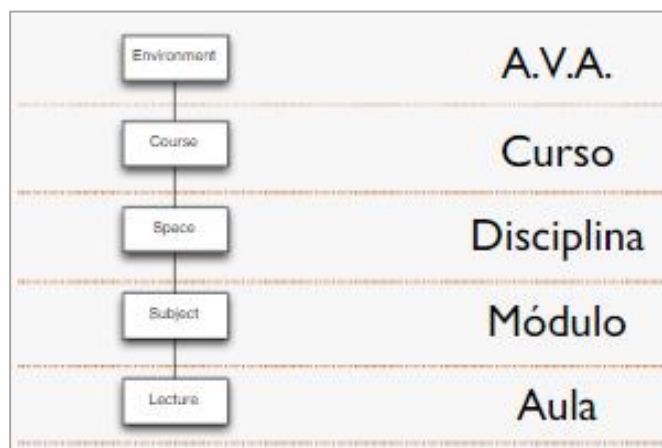 Environment
A.V.A.
Course
Curso
Space
Disciplina
Subject
Módulo
Lecture
Aula